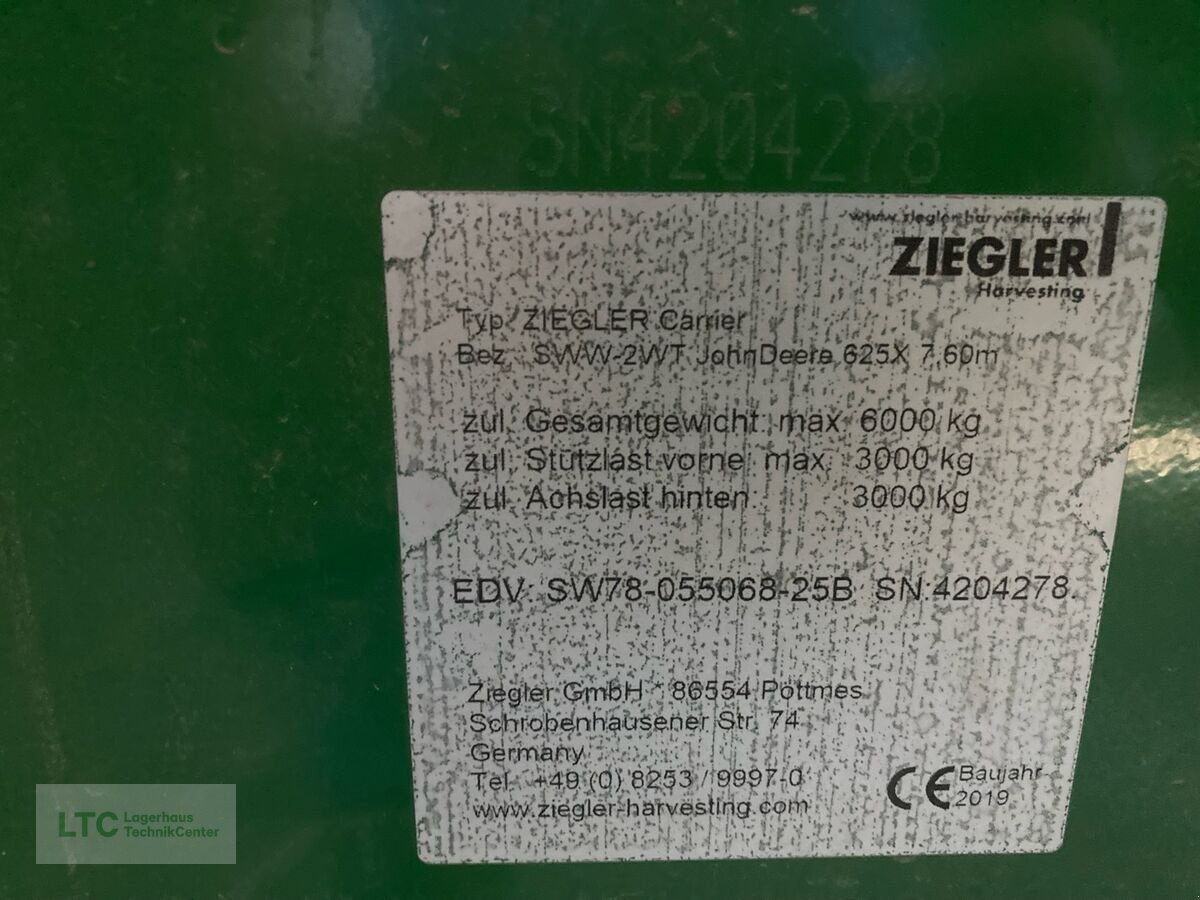 SN4204278
www.ziegler-harvesting.com
ZIEGLER
Harvesting
Typ: ZIEGLER Carrier
Bez.: SWW-2WT JohnDeere 625X 7,60m
zul. Gesamtgewicht max. 6000 kg
zul. Stützlast vorne max. 3000 kg
zul. Achslast hinten 3000 kg
EDV: SW78-055068-25B SN:4204278.
Ziegler GmbH * 86554 Pöttmes
Schrobenhausener Str. 74
Germany
Tel. +49 (0) 8253 / 9997-0
www.ziegler-harvesting.com
CE Baujahr
2019
LTC Lagerhaus
TechnikCenter